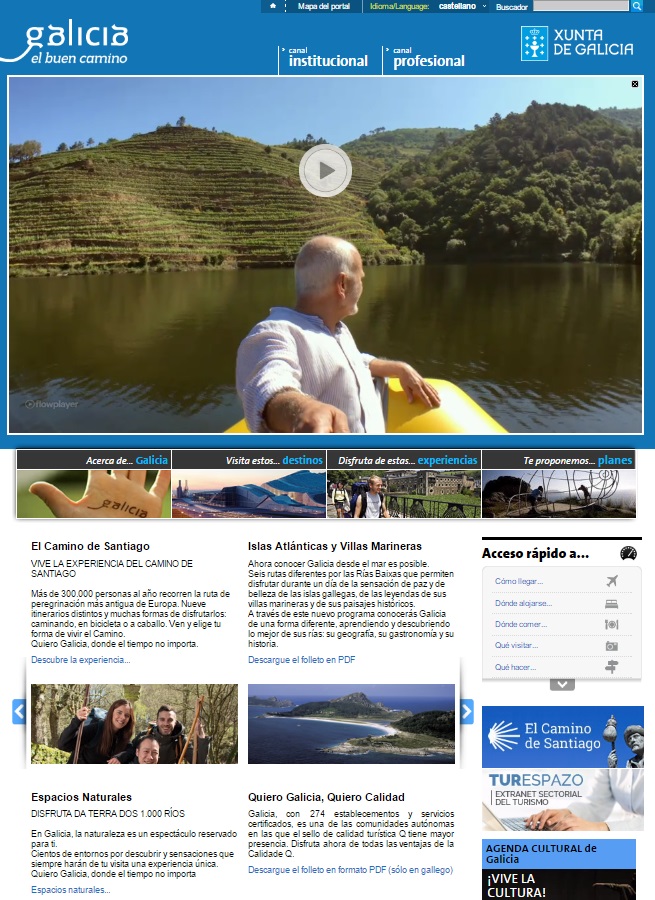 Mapa del portal
Idioma/Language: castellano
Buscador
galicia
el buen camino
canal
institucional
canal
profesional
XUNTA
DE GALICIA
flowplayer
Acerca de... Galicia
Visita estos... destinos
Disfruta de estas... experiencias
Te proponemos... planes
galicia
El Camino de Santiago
VIVE LA EXPERIENCIA DEL CAMINO DE
SANTIAGO
Más de 300.000 personas al año recorren la ruta de
peregrinación más antigua de Europa. Nueve
itinerarios distintos y muchas formas de disfrutarlos:
caminando, en bicicleta o a caballo. Ven y elige tu
forma de vivir el Camino.
Quiero Galicia, donde el tiempo no importa.
Descubre la experiencia...
Islas Atlánticas y Villas Marineras
Ahora conocer Galicia desde el mar es posible.
Seis rutas diferentes por las Rías Baixas que permiten
disfrutar durante un día de la sensación de paz y de
belleza de las islas gallegas, de las leyendas de sus
villas marineras y de sus paisajes históricos.
A través de este nuevo programa conocerás Galicia
de una forma diferente, aprendiendo y descubriendo
lo mejor de sus rías: su geografía, su gastronomía y su
historia.
Descargue el folleto en PDF
Acceso rápido a...
Cómo llegar...
Dónde alojarse...
Dónde comer...
Qué visitar...
Qué hacer...
El Camino
de Santiago
TURESPAZO
EXTRANET SECTORIAL
DEL TURISMO
Espacios Naturales
DISFRUTA DA TERRA DOS 1.000 RÍOS
En Galicia, la naturaleza es un espectáculo reservado
para ti.
Cientos de entornos por descubrir y sensaciones que
siempre harán de tu visita una experiencia única.
Quiero Galicia, donde el tiempo no importa
Espacios naturales...
Quiero Galicia, Quiero Calidad
Galicia, con 274 establecementos y servicios
certificados, es una de las comunidades autónomas
en las que el sello de calidad turística Q tiene mayor
presencia. Disfruta ahora de todas las ventajas de la
Calidade Q.
Descargue el folleto en formato PDF (sólo en gallego)
AGENDA CULTURAL de
Galicia
¡VIVE LA
CULTURA!